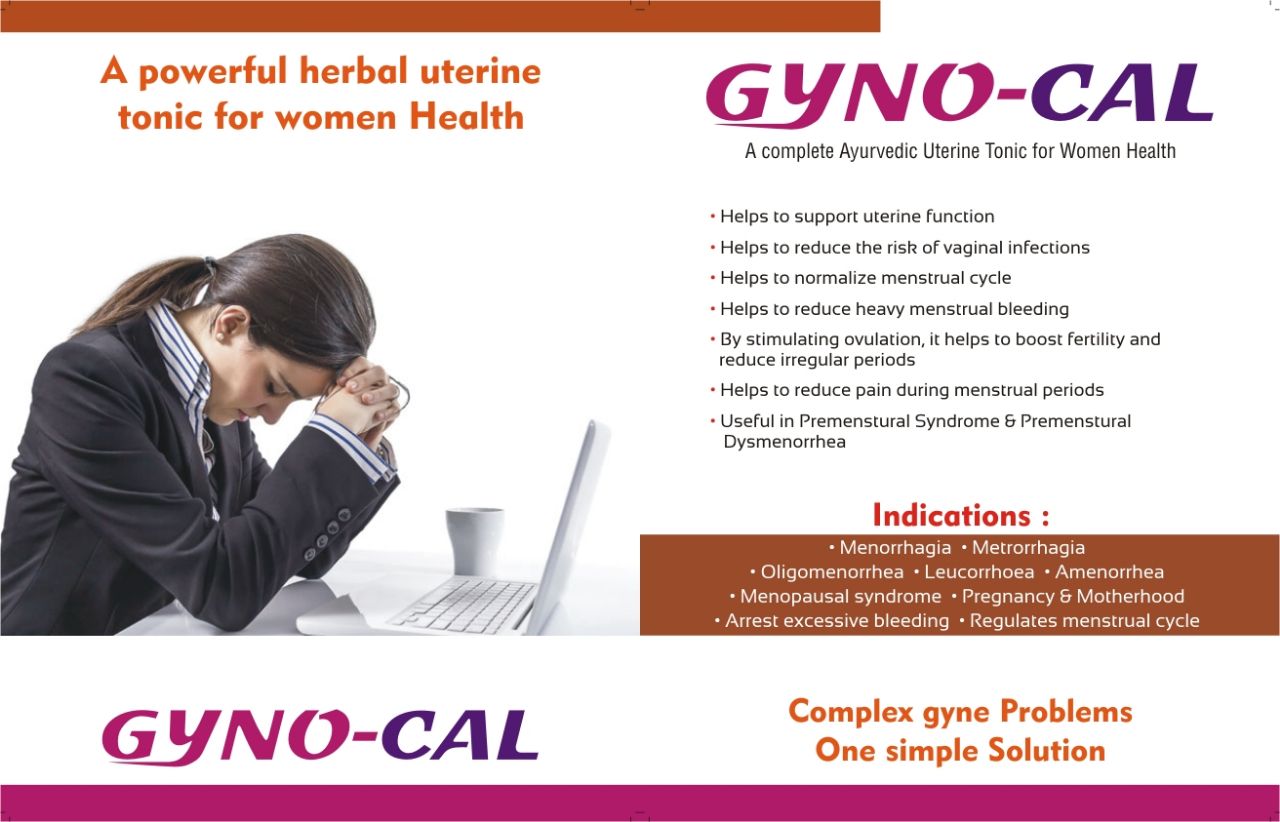 A powerful herbal uterine
tonic for women Health
GYNO-CAL
GYNO-CAL
A complete Ayurvedic Uterine Tonic for Women Health
• Helps to support uterine function
• Helps to reduce the risk of vaginal infections
• Helps to normalize menstrual cycle
• Helps to reduce heavy menstrual bleeding
• By stimulating ovulation, it helps to boost fertility and
reduce irregular periods
• Helps to reduce pain during menstrual periods
• Useful in Premenstural Syndrome & Premenstural
Dysmenorrhea
Indications :
• Menorrhagia • Metrorrhagia
• Oligomenorrhea • Leucorrhoea • Amenorrhea
• Menopausal syndrome • Pregnancy & Motherhood
• Arrest excessive bleeding • Regulates menstrual cycle
Complex gyne Problems
One simple Solution